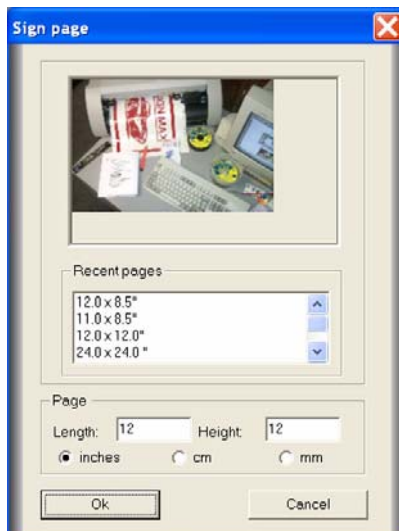 Sign page
Recent pages
12.0 x 8.5"
11.0 x 8.5"
12.0 x 12.0"
24.0 x 24.0 "
Page
Length: 12 Height: 12
inches cm mm
Ok Cancel